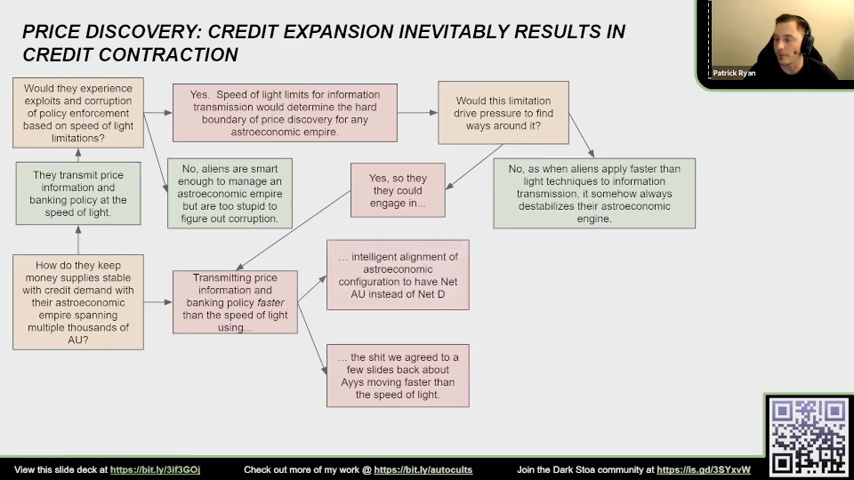 PRICE DISCOVERY: CREDIT EXPANSION INEVITABLY RESULTS IN
CREDIT CONTRACTION
Patrick Ryan
Would they experience
exploits and corruption
of policy enforcement
based on speed of light
limitations?
Yes. Speed of light limits for information
transmission would determine the hard
boundary of price discovery for any
astroeconomic empire.
Would this limitation
drive pressure to find
ways around it?
They transmit price
information and
banking policy at the
speed of light.
No, aliens are smart
enough to manage an
astroeconomic empire
but are too stupid to
figure out corruption.
Yes, so they
they could
engage in...
No, as when aliens apply faster than
light techniques to information
transmission, it somehow always
destabilizes their astroeconomic
engine.
How do they keep
money supplies stable
with credit demand with
their astroeconomic
empire spanning
multiple thousands of
AU?
Transmitting price
information and
banking policy faster
than the speed of light
using...
... intelligent alignment of
astroeconomic
configuration to have Net
AU instead of Net D
... the shit we agreed to a
few slides back about
Ayys moving faster than
the speed of light.
View this slide deck at https://bit.ly/3if3GOj
Check out more of my work @ https://bit.ly/autocults
Join the Dark Stoa community at https://is.gd/3SYxvW